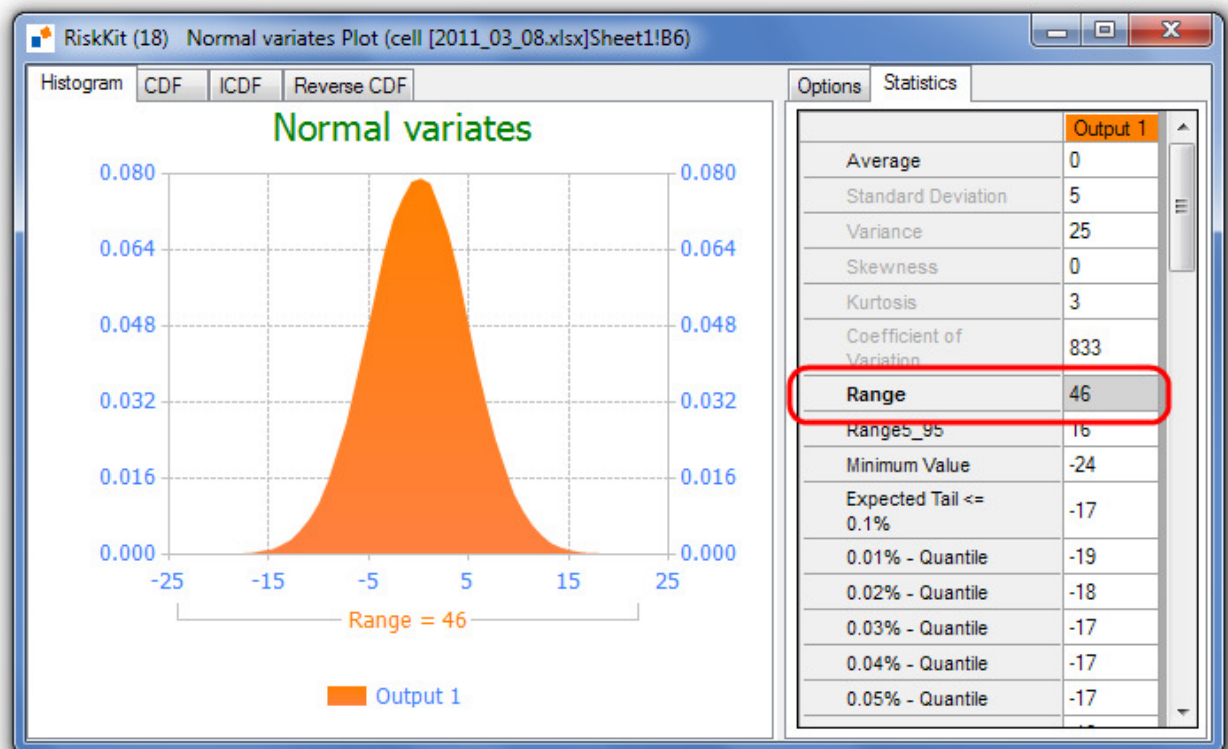 RiskKit (18) Normal variates Plot (cell [2011_03_08.xlsx]Sheet1!B6)
Histogram CDF ICDF Reverse CDF
Normal variates
0.080 0.080
0.064 0.064
0.048 0.048
0.032 0.032
0.016 0.016
0.000 0.000
-25 -15 -5 5 15 25
Range = 46
Output 1
Options Statistics
Output 1
Average 0
Standard Deviation 5
Variance 25
Skewness 0
Kurtosis 3
Coefficient of
Variation 833
Range 46
Range5_95 16
Minimum Value -24
Expected Tail <=
0.1% -17
0.01% - Quantile -19
0.02% - Quantile -18
0.03% - Quantile -17
0.04% - Quantile -17
0.05% - Quantile -17